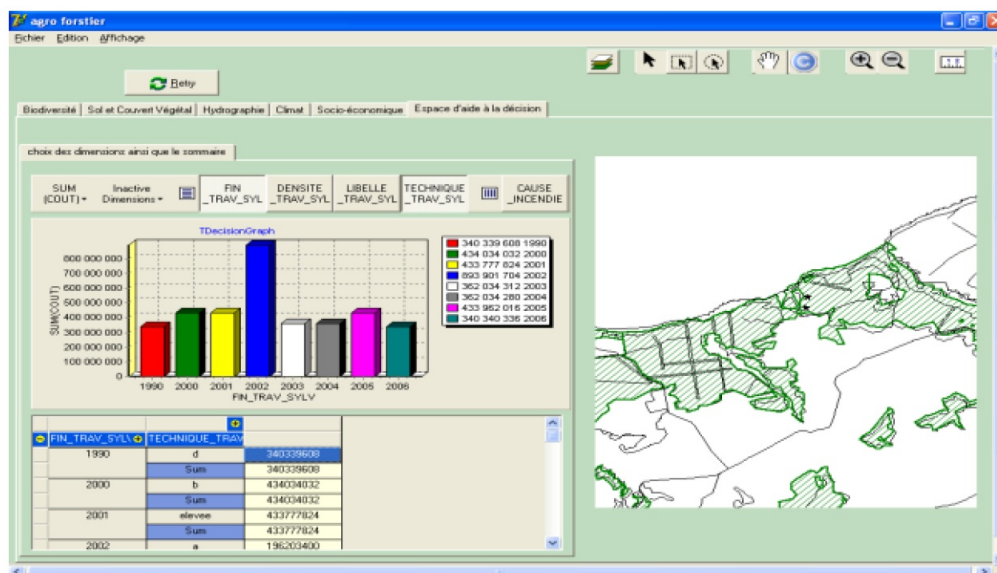 agro forstier
Fichier Edition Affichage
Retry
Biodiversité Sol et Couvert Végétal Hydrographie Climat Socio-économique Espace d'aide à la décision
choix des dimensions ainsi que le sommaire
SUM (COUT) Inactive Dimensions FIN _TRAV_SYL DENSITE _TRAV_SYL LIBELLE _TRAV_SYL TECHNIQUE _TRAV_SYL CAUSE _INCENDIE
TDecisionGraph
340 339 608 1990
434 034 032 2000
433 777 824 2001
893 901 704 2002
362 034 312 2003
362 034 280 2004
433 962 016 2005
340 340 336 2006
800 000 000
700 000 000
600 000 000
500 000 000
400 000 000
300 000 000
200 000 000
100 000 000
0
SUM(COUT)
1990 2000 2001 2002 2003 2004 2005 2006
FIN_TRAV_SYLV
FIN_TRAV_SYLV TECHNIQUE_TRAV
1990 d 340339608
Sum 340339608
2000 b 434034032
Sum 434034032
2001 elevee 433777824
Sum 433777824
2002 a 196203400